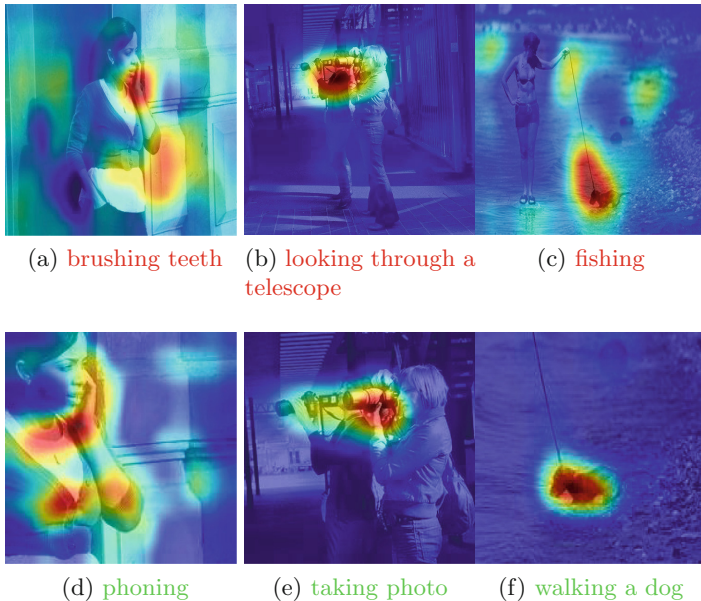 (a) brushing teeth
(b) looking through a
telescope
(c) fishing
(d) phoning
(e) taking photo
(f) walking a dog